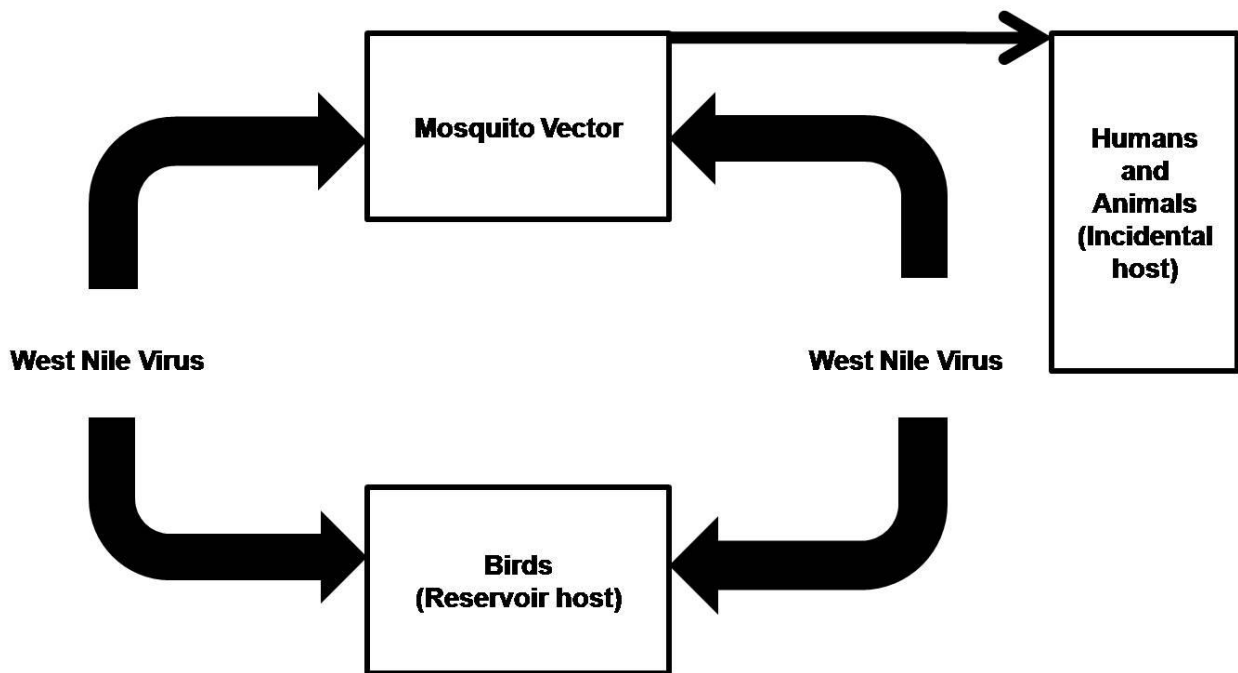 Mosquito Vector
Humans
and
Animals
(Incidental
host)
West Nile Virus
West Nile Virus
Birds
(Reservoir host)